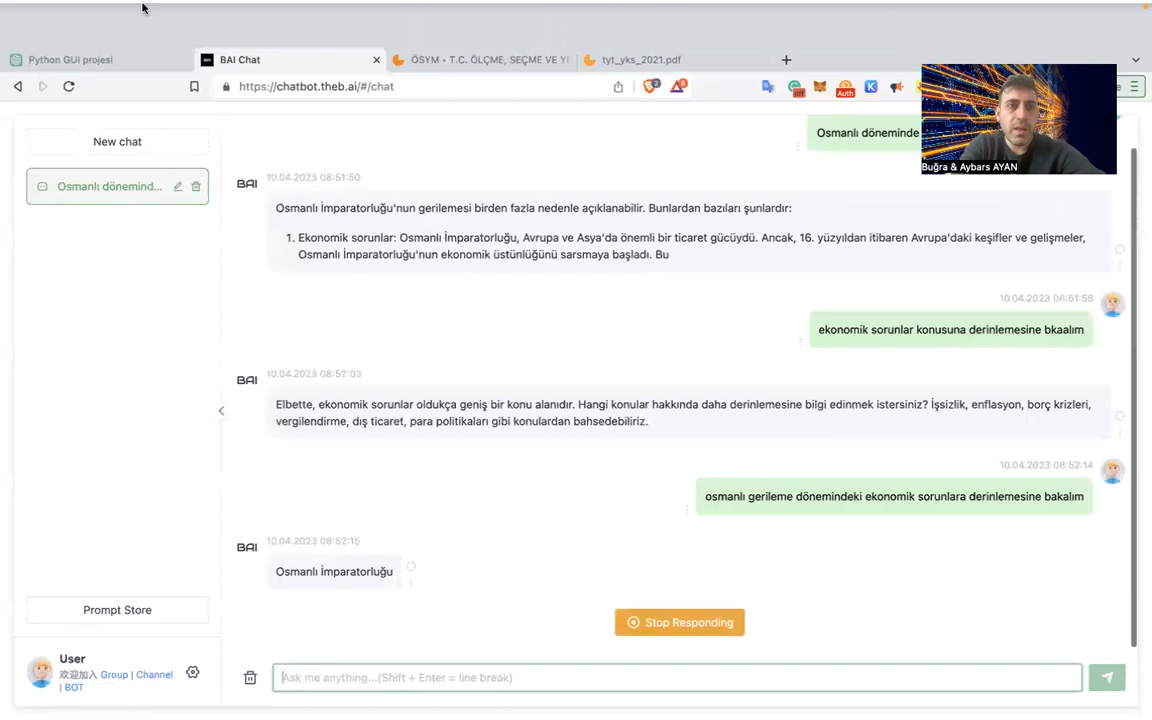 Python GUI projesi
BAI Chat
ÖSYM • T.C. ÖLÇME, SEÇME VE YE
tyt_yks_2021.pdf
https://chatbot.theb.ai/#/chat
Auth
New chat
Osmanlı dönemind...
Osmanlı döneminde
Buğra & Aybars AYAN
BAI
10.04.2023 08:51:50
Osmanlı İmparatorluğu'nun gerilemesi birden fazla nedenle açıklanabilir. Bunlardan bazıları şunlardır:
1. Ekonomik sorunlar: Osmanlı İmparatorluğu, Avrupa ve Asya'da önemli bir ticaret gücüydü. Ancak, 16. yüzyıldan itibaren Avrupa'daki keşifler ve gelişmeler,
Osmanlı İmparatorluğu'nun ekonomik üstünlüğünü sarsmaya başladı. Bu
10.04.2023 08:51:58
ekonomik sorunlar konusuna derinlemesine bkaalım
BAI
10.04.2023 08:52:03
Elbette, ekonomik sorunlar oldukça geniş bir konu alanıdır. Hangi konular hakkında daha derinlemesine bilgi edinmek istersiniz? İşsizlik, enflasyon, borç krizleri,
vergilendirme, dış ticaret, para politikaları gibi konulardan bahsedebiliriz.
10.04.2023 08:52:14
osmanlı gerileme dönemindeki ekonomik sorunlara derinlemesine bakalım
BAI
10.04.2023 08:52:15
Osmanlı İmparatorluğu
Stop Responding
Prompt Store
User
欢迎加入 Group | Channel
| BOT
Ask me anything...(Shift + Enter = line break)